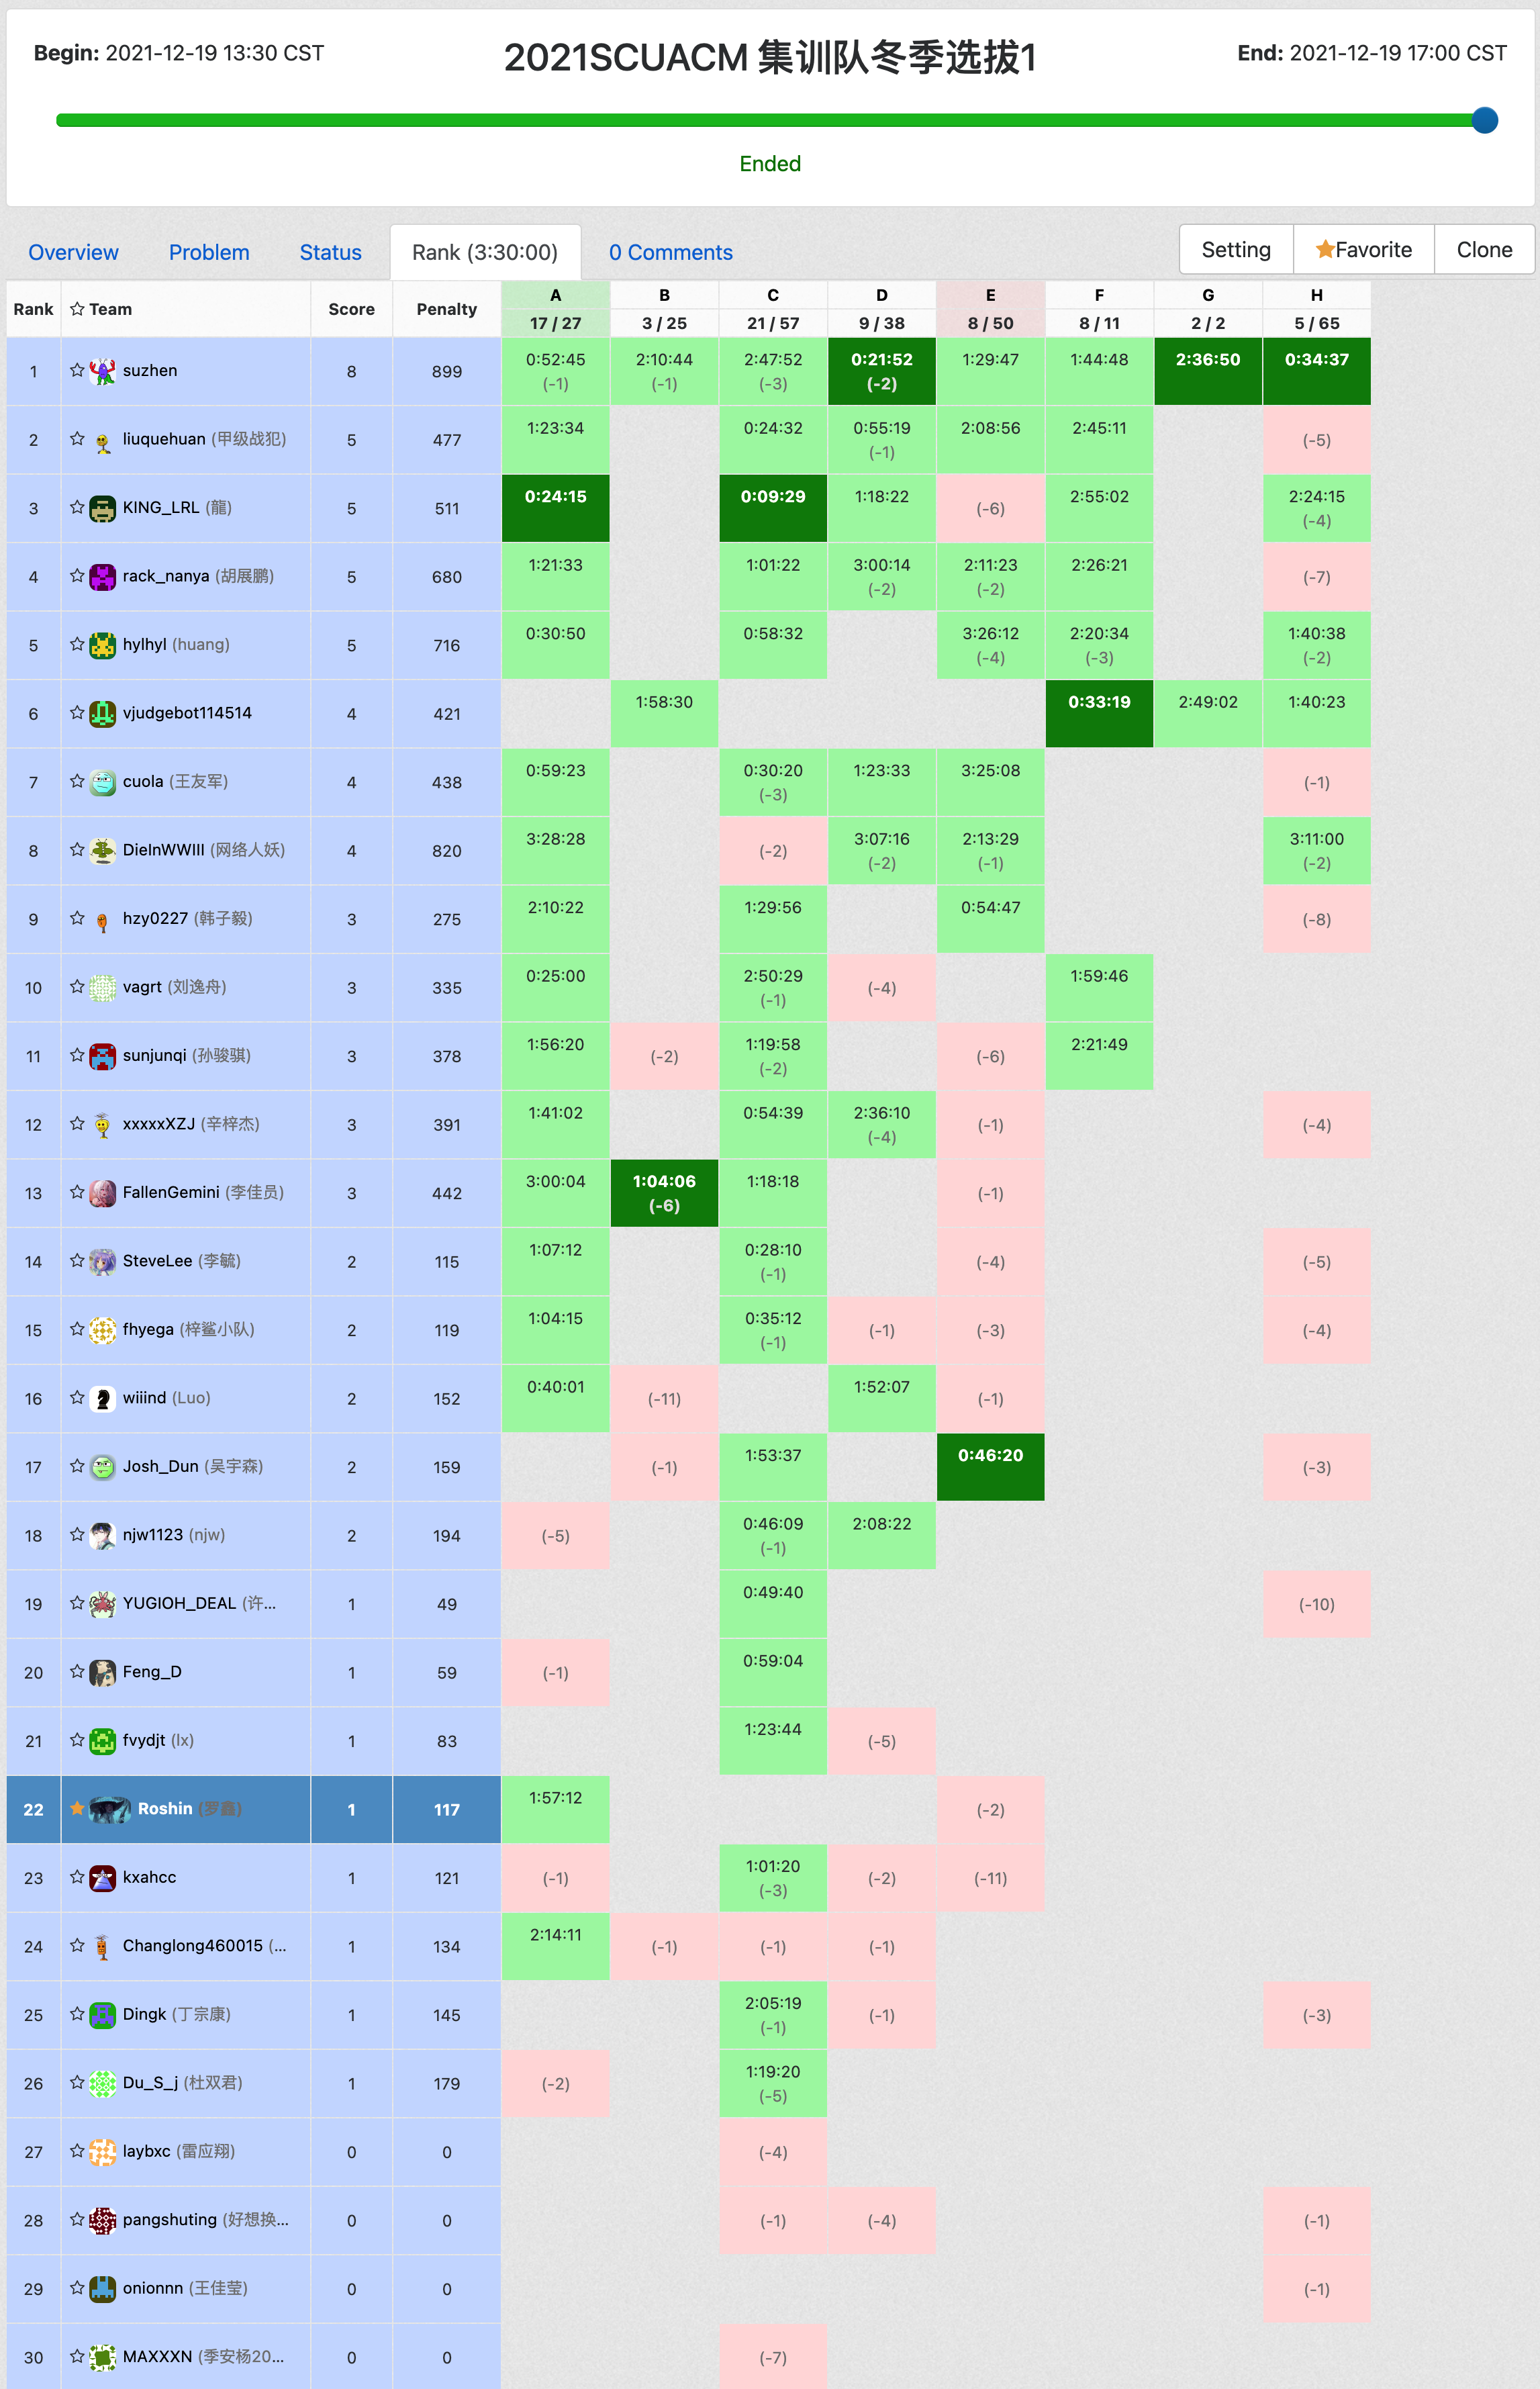 Begin: 2021-12-19 13:30 CST 2021SCUACM 集训队冬季选拔1 End: 2021-12-19 17:00 CST
Ended
Overview Problem Status Rank (3:30:00) 0 Comments Setting Favorite Clone
Rank Team Score Penalty A B C D E F G H
17 / 27 3 / 25 21 / 57 9 / 38 8 / 50 8 / 11 2 / 2 5 / 65
1 suzhen 8 899 0:52:45 2:10:44 2:47:52 0:21:52 1:29:47 1:44:48 2:36:50 0:34:37
(-1) (-1) (-3) (-2)
2 liuquehuan (甲级战犯) 5 477 1:23:34 0:24:32 0:55:19 2:08:56 2:45:11 (-5)
(-1)
3 KING_LRL (龍) 5 511 0:24:15 0:09:29 1:18:22 (-6) 2:55:02 2:24:15
(-4)
4 rack_nanya (胡展鹏) 5 680 1:21:33 1:01:22 3:00:14 2:11:23 2:26:21 (-7)
(-2) (-2)
5 hylhyl (huang) 5 716 0:30:50 0:58:32 3:26:12 2:20:34 1:40:38
(-4) (-3) (-2)
6 vjudgebot114514 4 421 1:58:30 0:33:19 2:49:02 1:40:23
7 cuola (王友军) 4 438 0:59:23 0:30:20 1:23:33 3:25:08 (-1)
(-3)
8 DieInWWIII (网络人妖) 4 820 3:28:28 (-2) 3:07:16 2:13:29 3:11:00
(-2) (-1) (-2)
9 hzy0227 (韩子毅) 3 275 2:10:22 1:29:56 0:54:47 (-8)
10 vagrt (刘逸舟) 3 335 0:25:00 2:50:29 (-4) 1:59:46
(-1)
11 sunjunqi (孙骏骐) 3 378 1:56:20 (-2) 1:19:58 (-6) 2:21:49
(-2)
12 xxxxxXZJ (辛梓杰) 3 391 1:41:02 0:54:39 2:36:10 (-1) (-4)
(-4)
13 FallenGemini (李佳员) 3 442 3:00:04 1:04:06 1:18:18 (-1)
(-6)
14 SteveLee (李毓) 2 115 1:07:12 0:28:10 (-4) (-5)
(-1)
15 fhyega (梓鲨小队) 2 119 1:04:15 0:35:12 (-1) (-3) (-4)
(-1)
16 wiiind (Luo) 2 152 0:40:01 (-11) 1:52:07 (-1)
17 Josh_Dun (吴宇森) 2 159 (-1) 1:53:37 0:46:20 (-3)
18 njw1123 (njw) 2 194 (-5) 0:46:09 2:08:22
(-1)
19 YUGIOH_DEAL (许... 1 49 0:49:40 (-10)
20 Feng_D 1 59 (-1) 0:59:04
21 fvydjt (lx) 1 83 1:23:44 (-5)
22 Roshin (罗鑫) 1 117 1:57:12 (-2)
23 kxahcc 1 121 (-1) 1:01:20 (-2) (-11)
(-3)
24 Changlong460015 (... 1 134 2:14:11 (-1) (-1) (-1)
25 Dingk (丁宗康) 1 145 2:05:19 (-1) (-3)
(-1)
26 Du_S_j (杜双君) 1 179 (-2) 1:19:20
(-5)
27 laybxc (雷应翔) 0 0 (-4)
28 pangshuting (好想换... 0 0 (-1) (-4) (-1)
29 onionnn (王佳莹) 0 0 (-1)
30 MAXXXN (季安杨20... 0 0 (-7)